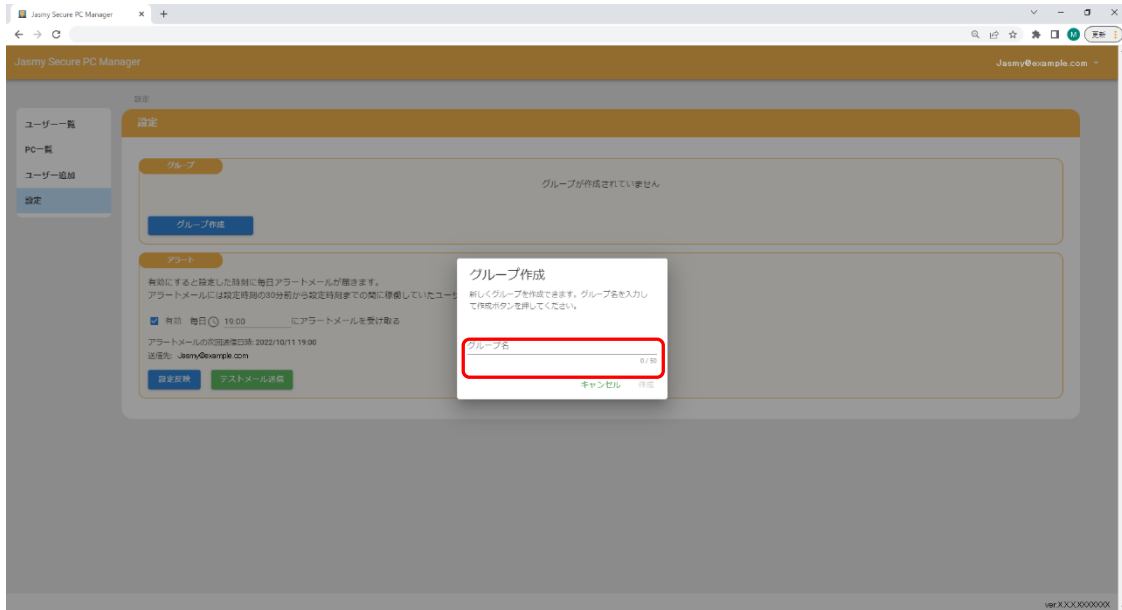 Jasmy Secure PC Manager
M 更新
Jasmy Secure PC Manager
Jasmy@example.com
設定
ユーザー一覧
PC一覧
ユーザー追加
設定
設定
グループ
グループが作成されていません
グループ作成
アラート
有効にすると設定した時刻に毎日アラートメールが届きます。
アラートメールには設定時刻の30分前から設定時刻までの間に稼働していたユーザ
有効 毎日 19:00 にアラートメールを受け取る
アラートメールの次回送信日時: 2022/10/11 19:00
送信先: Jasmy@example.com
設定反映 テストメール送信
グループ作成
新しくグループを作成できます。グループ名を入力し
て作成ボタンを押してください。
グループ名
0 / 50
キャンセル 作成
ver.X.X.XXXXXXXX